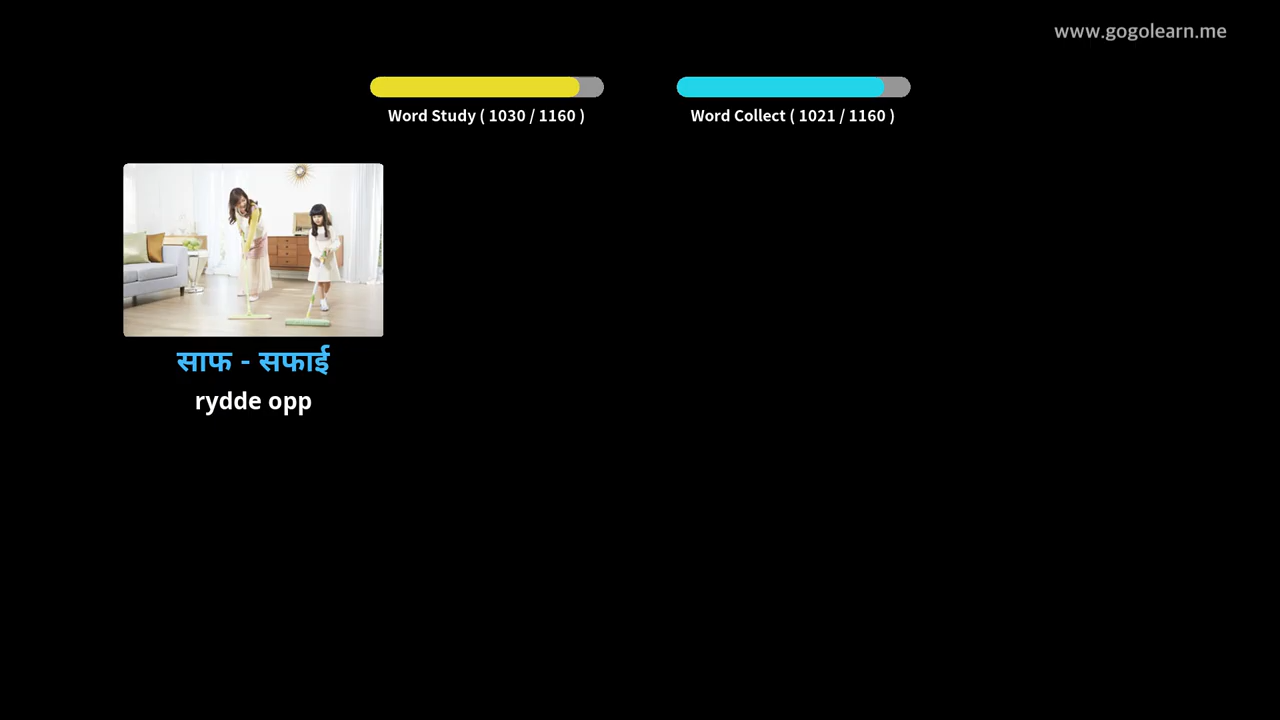 www.gogolearn.me
Word Study ( 1030 / 1160 )
Word Collect ( 1021 / 1160 )
साफ - सफाई
rydde opp